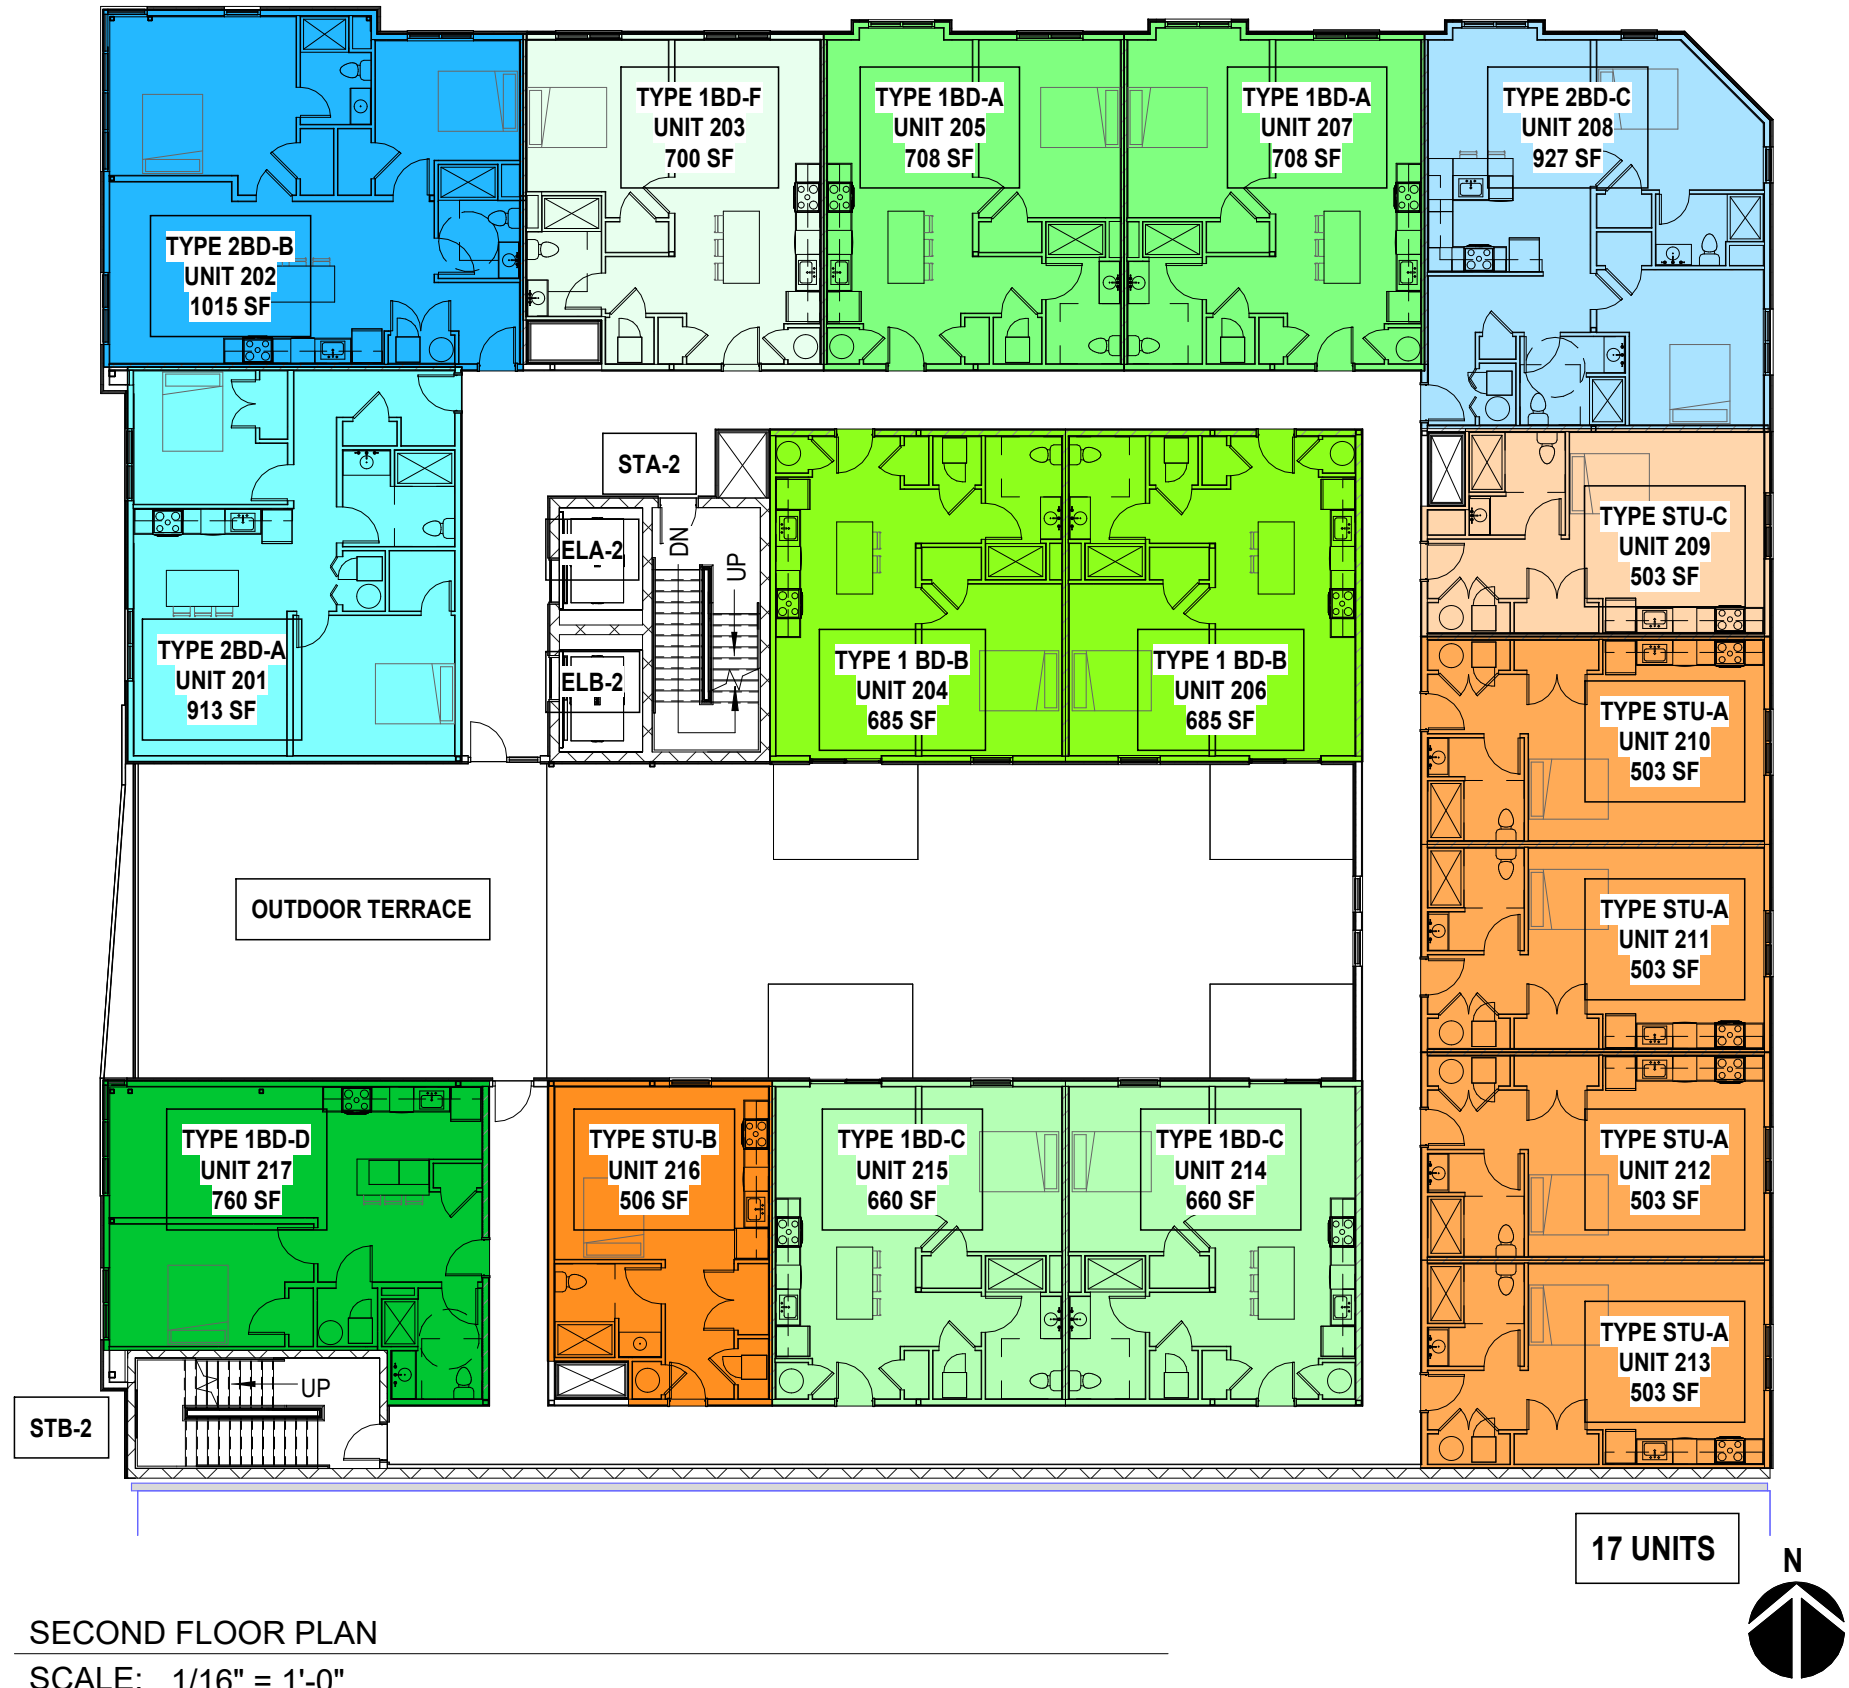 TYPE 2BD-B
UNIT 202
1015 SF
TYPE 1BD-F
UNIT 203
700 SF
TYPE 1BD-A
UNIT 205
708 SF
TYPE 1BD-A
UNIT 207
708 SF
TYPE 2BD-C
UNIT 208
927 SF
STA-2
ELA-2
DN
UP
ELB-2
TYPE 2BD-A
UNIT 201
913 SF
TYPE 1 BD-B
UNIT 204
685 SF
TYPE 1 BD-B
UNIT 206
685 SF
TYPE STU-C
UNIT 209
503 SF
TYPE STU-A
UNIT 210
503 SF
OUTDOOR TERRACE
TYPE STU-A
UNIT 211
503 SF
TYPE 1BD-D
UNIT 217
760 SF
TYPE STU-B
UNIT 216
506 SF
TYPE 1BD-C
UNIT 215
660 SF
TYPE 1BD-C
UNIT 214
660 SF
TYPE STU-A
UNIT 212
503 SF
TYPE STU-A
UNIT 213
503 SF
UP
STB-2
17 UNITS
N
SECOND FLOOR PLAN
SCALE: 1/16" = 1'-0"